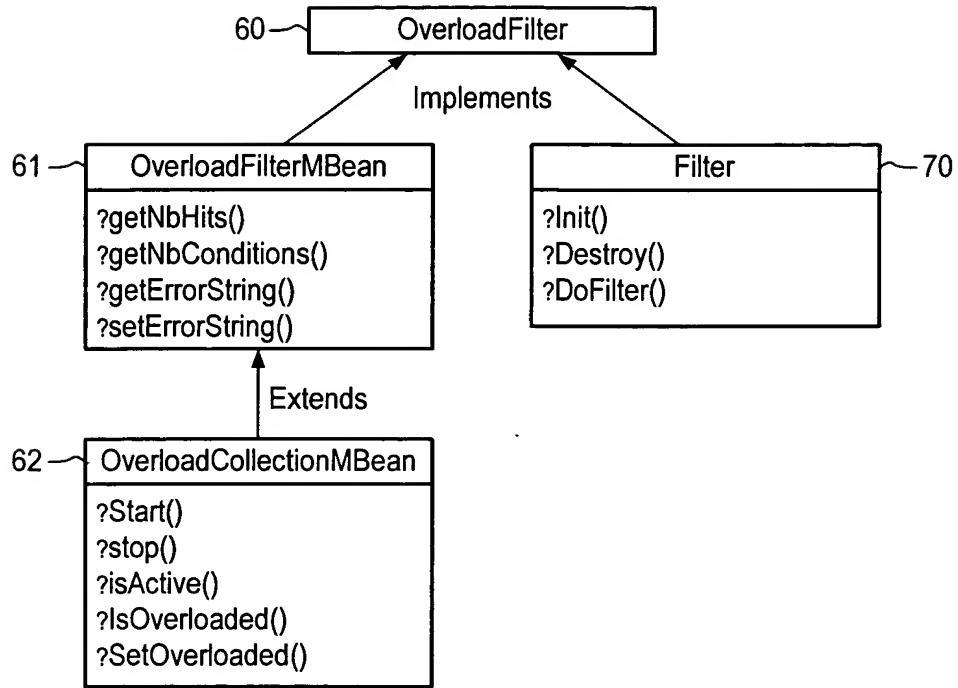 60
OverloadFilter
Implements
61
OverloadFilterMBean
?getNbHits()
?getNbConditions()
?getErrorString()
?setErrorString()
Filter
70
?Init()
?Destroy()
?DoFilter()
Extends
62
OverloadCollectionMBean
?Start()
?stop()
?isActive()
?IsOverloaded()
?SetOverloaded()